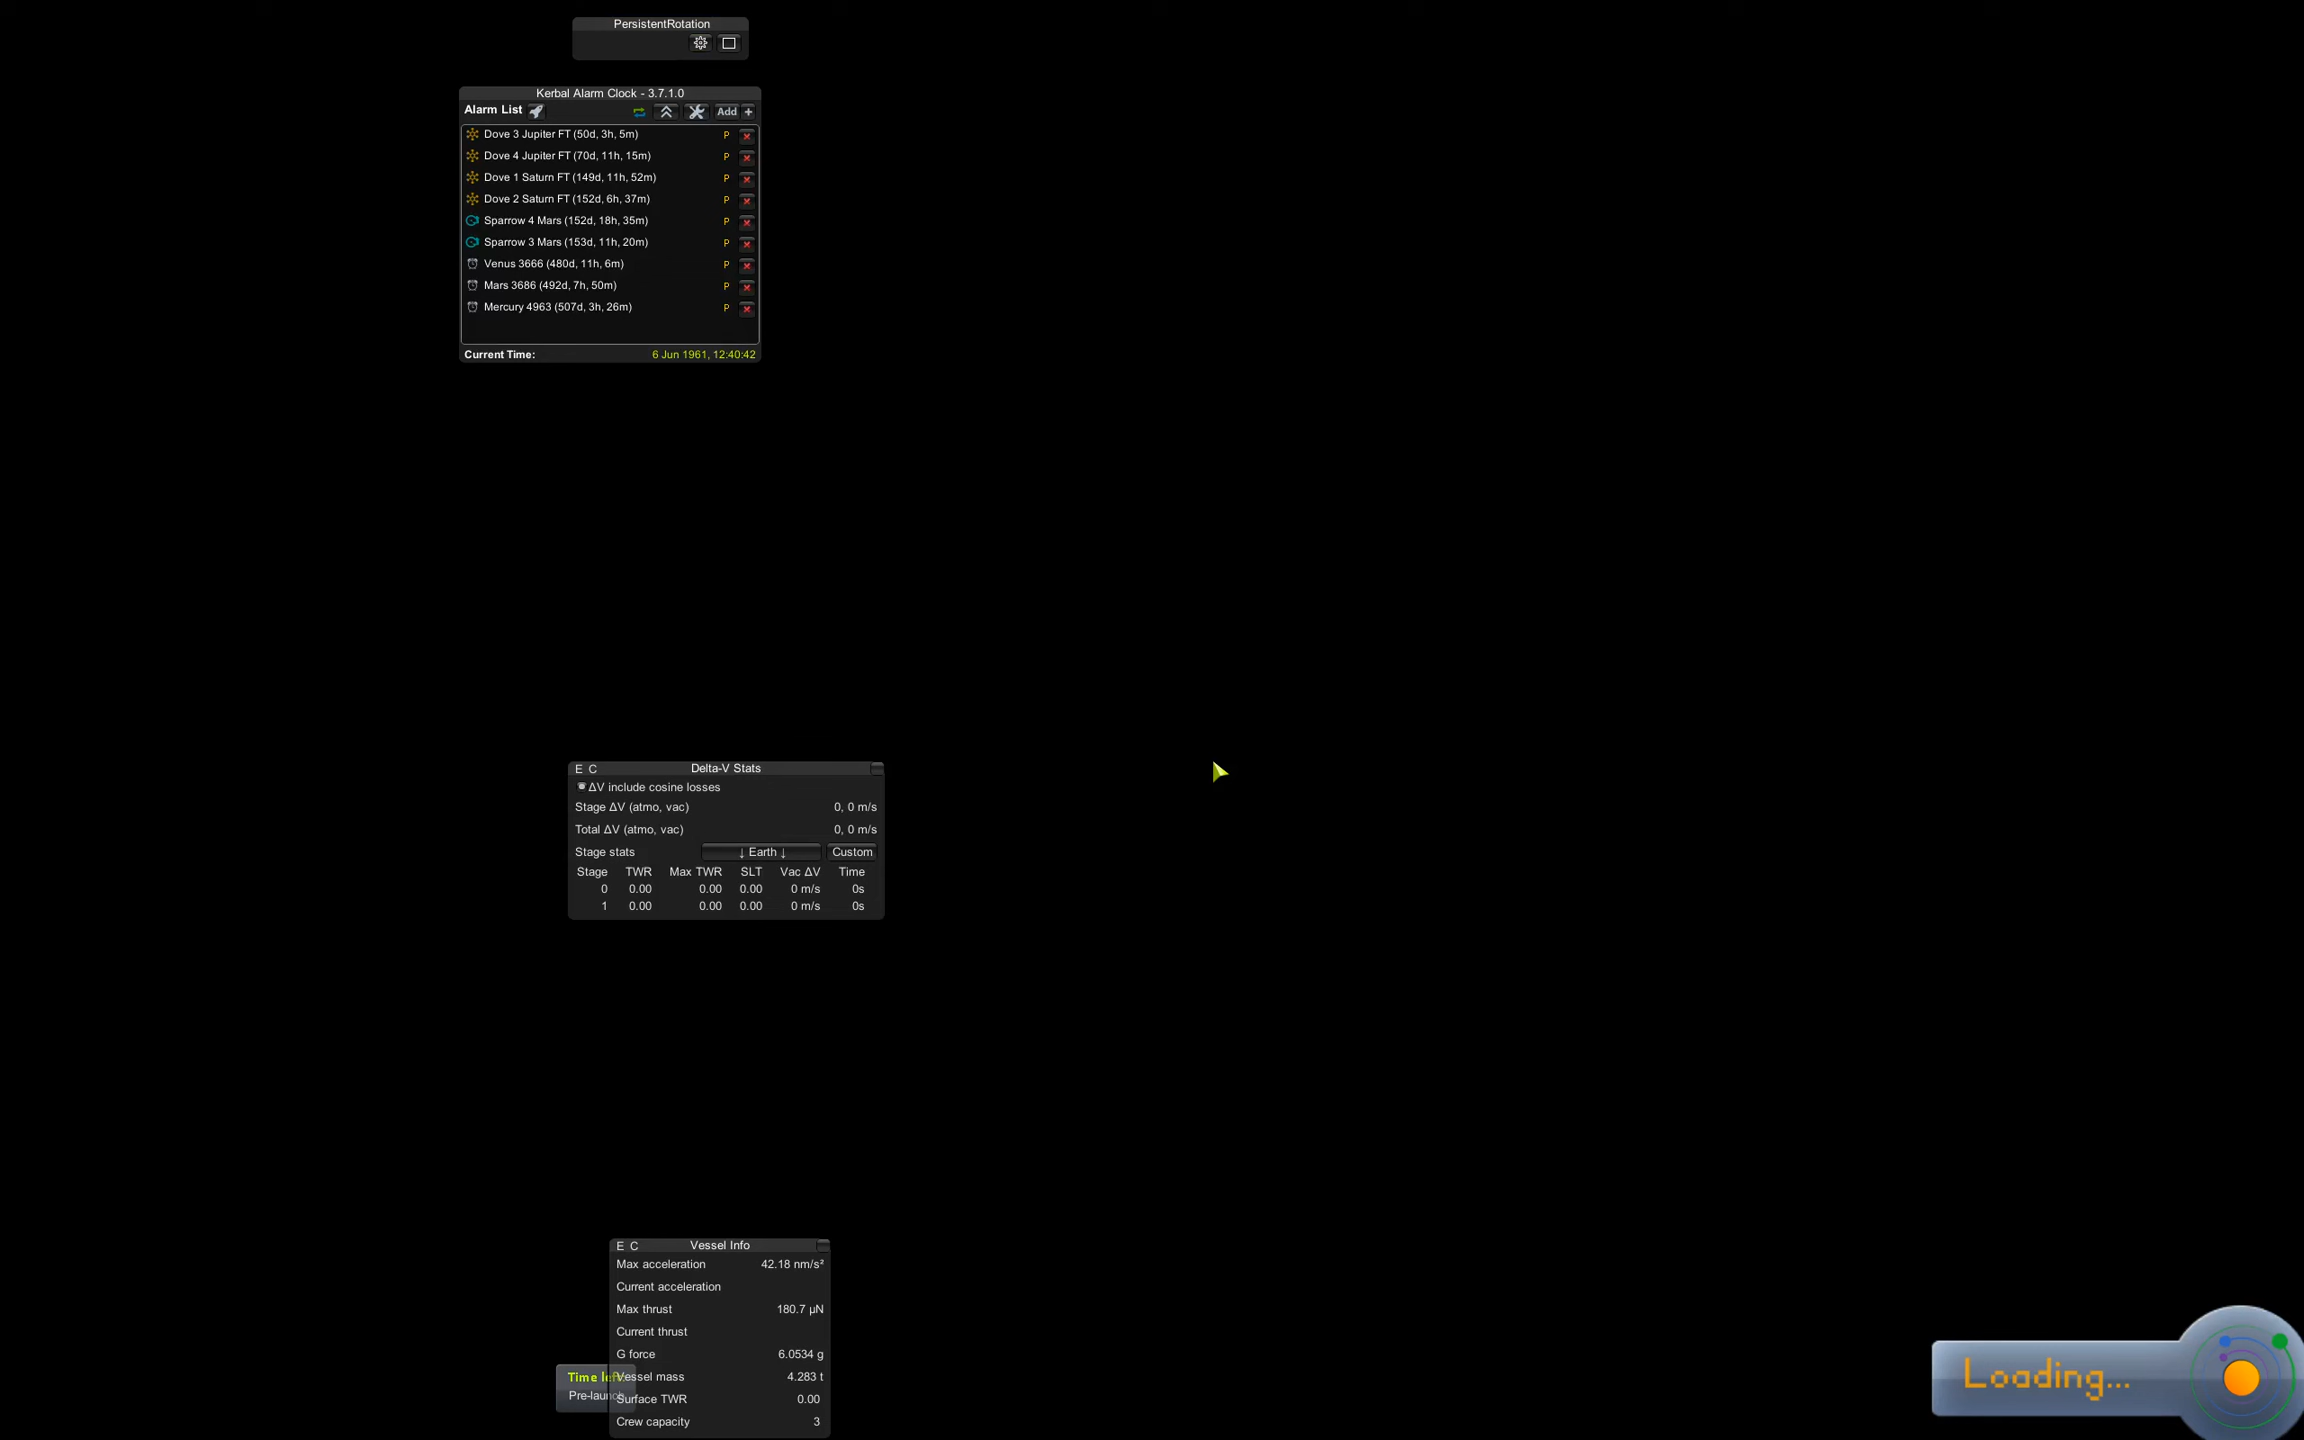 PersistentRotation
Kerbal Alarm Clock - 3.7.1.0
Alarm List Add +
Dove 3 Jupiter FT (50d, 3h, 5m) P
Dove 4 Jupiter FT (70d, 11h, 15m) P
Dove 1 Saturn FT (149d, 11h, 52m) P
Dove 2 Saturn FT (152d, 6h, 37m) P
Sparrow 4 Mars (152d, 18h, 35m) P
Sparrow 3 Mars (153d, 11h, 20m) P
Venus 3666 (480d, 11h, 6m) P
Mars 3686 (492d, 7h, 50m) P
Mercury 4963 (507d, 3h, 26m) P
Current Time: 6 Jun 1961, 12:40:42
E C Delta-V Stats
ΔV include cosine losses
Stage ΔV (atmo, vac) 0, 0 m/s
Total ΔV (atmo, vac) 0, 0 m/s
Stage stats ↓ Earth ↓ Custom
Stage TWR Max TWR SLT Vac ΔV Time
0 0.00 0.00 0.00 0 m/s 0s
1 0.00 0.00 0.00 0 m/s 0s
E C Vessel Info
Max acceleration 42.18 nm/s²
Current acceleration
Max thrust 180.7 µN
Current thrust
G force 6.0534 g
Vessel mass 4.283 t
Surface TWR 0.00
Crew capacity 3
Time
Loading...